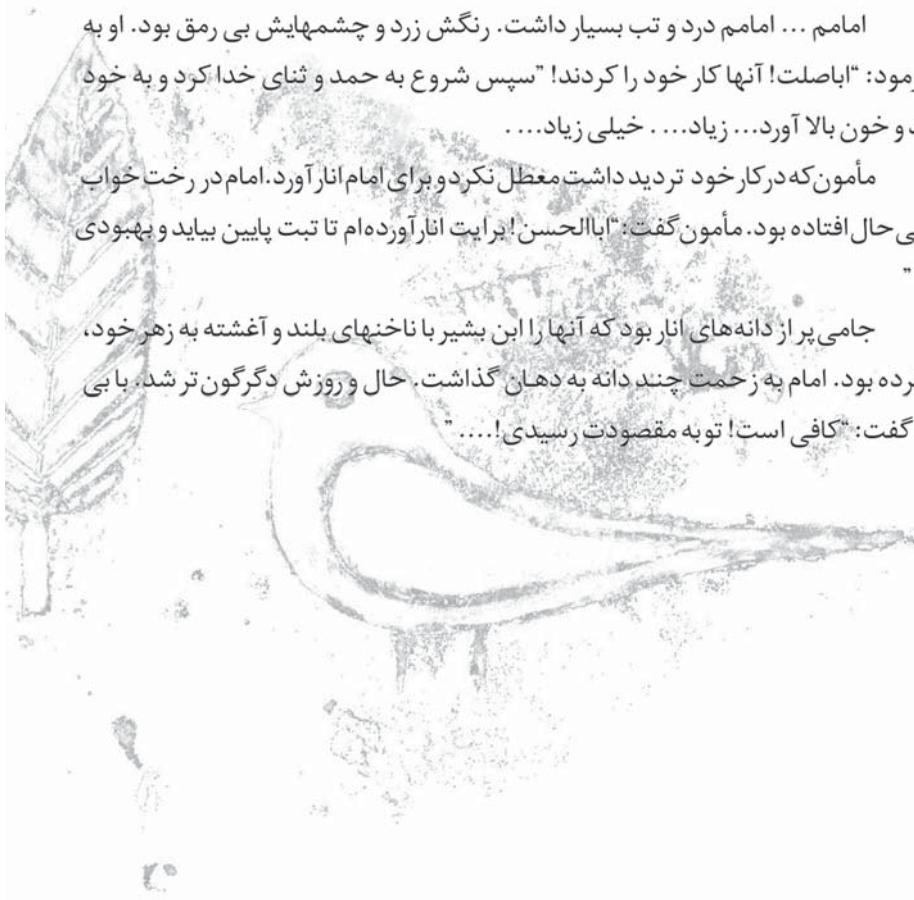 امامم ... امامم درد و تب بسیار داشت. رنگش زرد و چشمهایش بی رمق بود. او به
رمود: “اباصلت! آنها کار خود را کردند! ”سپس شروع به حمد و ثنای خدا کرد و به خود
د و خون بالا آورد... زیاد.... خیلی زیاد.... .
مأمون که در کار خود تردید داشت معطل نکرد و برای امام انار آورد. امام در رخت خواب
ی حال افتاده بود. مأمون گفت: “اباالحسن! برایت انار آورده‌ام تا تبت پایین بیاید و بهبودی
”
جامی پر از دانه‌های انار بود که آنها را ابن بشیر با ناخنهای بلند و آغشته به زهر خود،
رده بود. امام به زحمت چند دانه به دهان گذاشت. حال و روزش دگرگون‌تر شد. با بی
گفت: “کافی است! تو به مقصودت رسیدی!.... ”